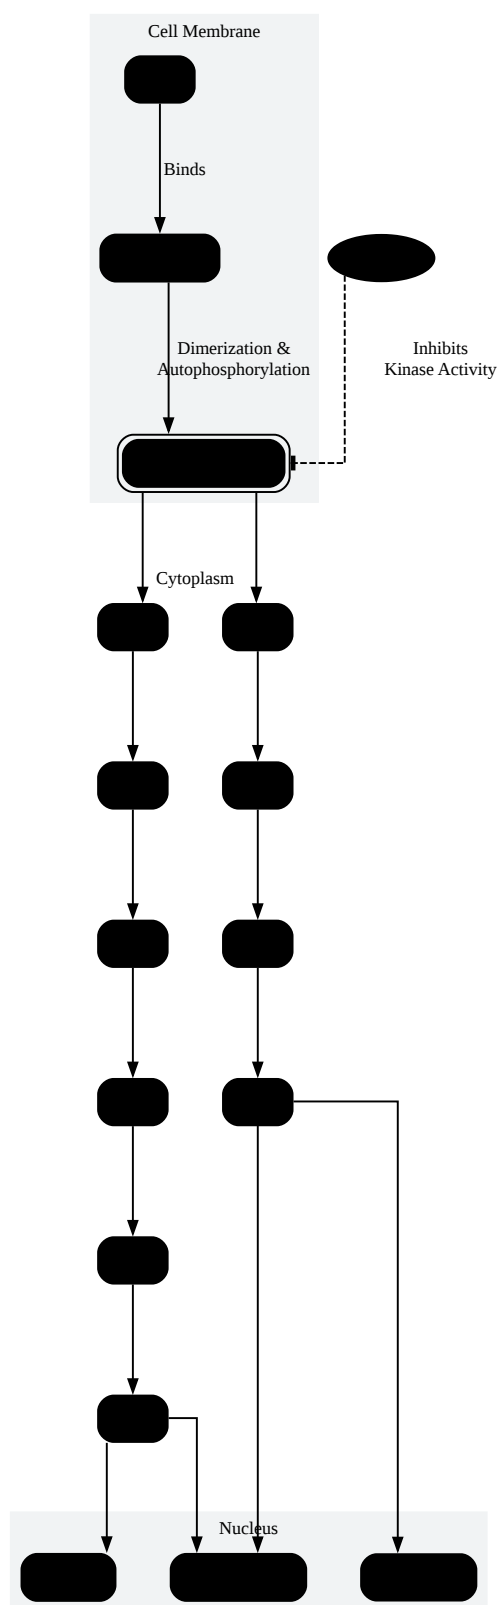 Cell Membrane
Binds
Dimerization &
Autophosphorylation
Inhibits
Kinase Activity
Cytoplasm
Nucleus